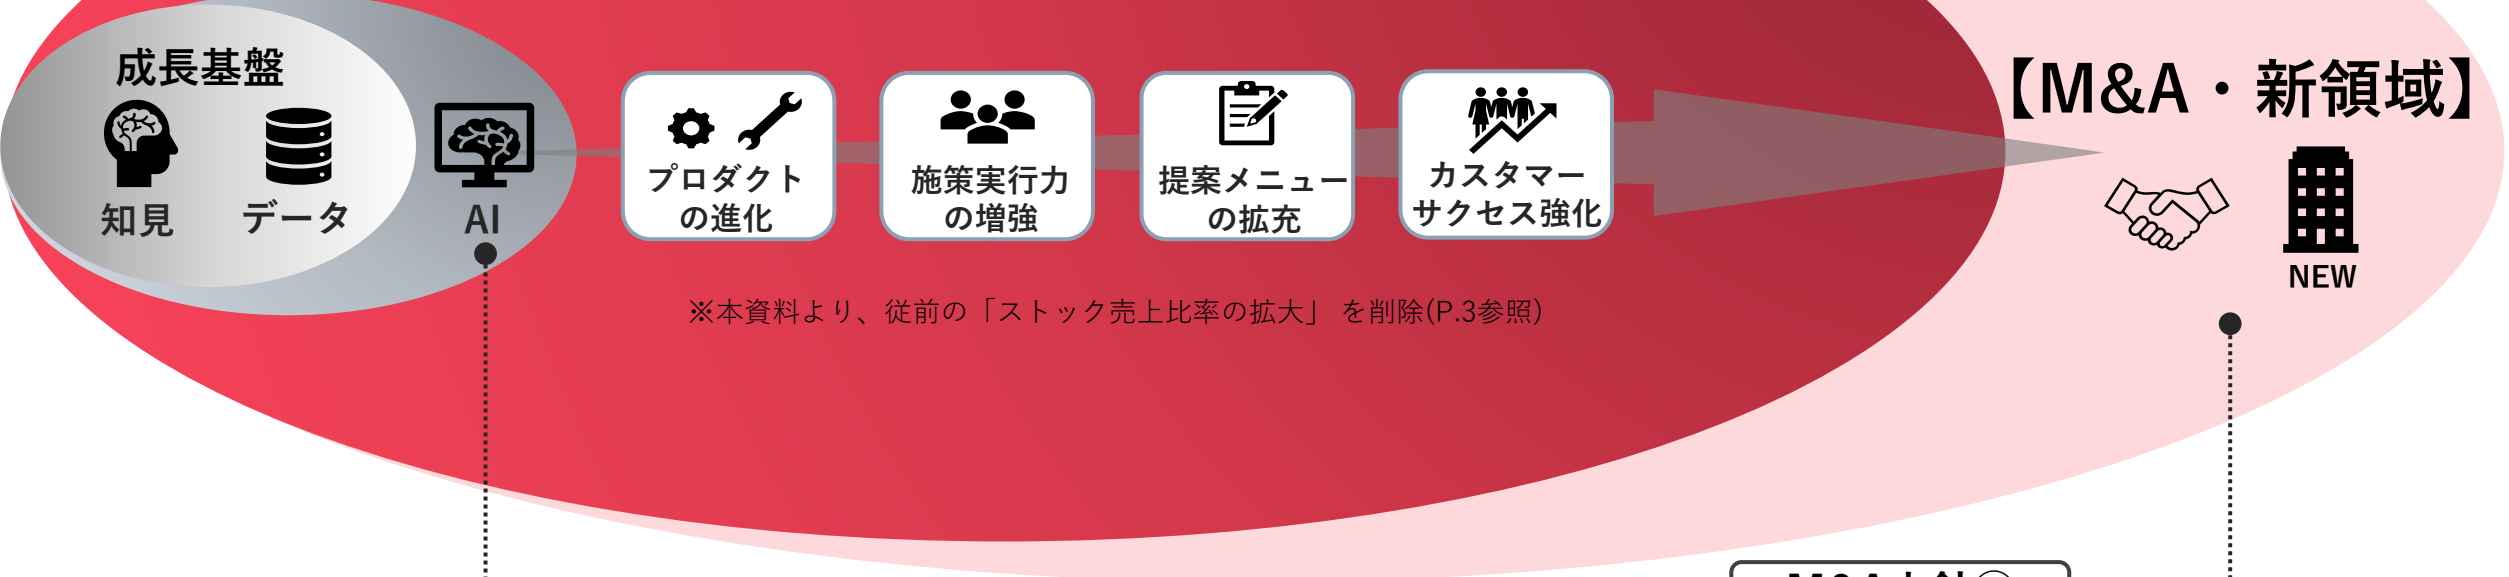 成長基盤
知見
データ
AI
プロダクト
の進化
施策実行力
の増強
提案メニュー
の拡充
カスタマー
サクセス強化
【M&A・新領域】
NEW
※本資料より、従前の「ストック売上比率の拡大」を削除(P.3参照)